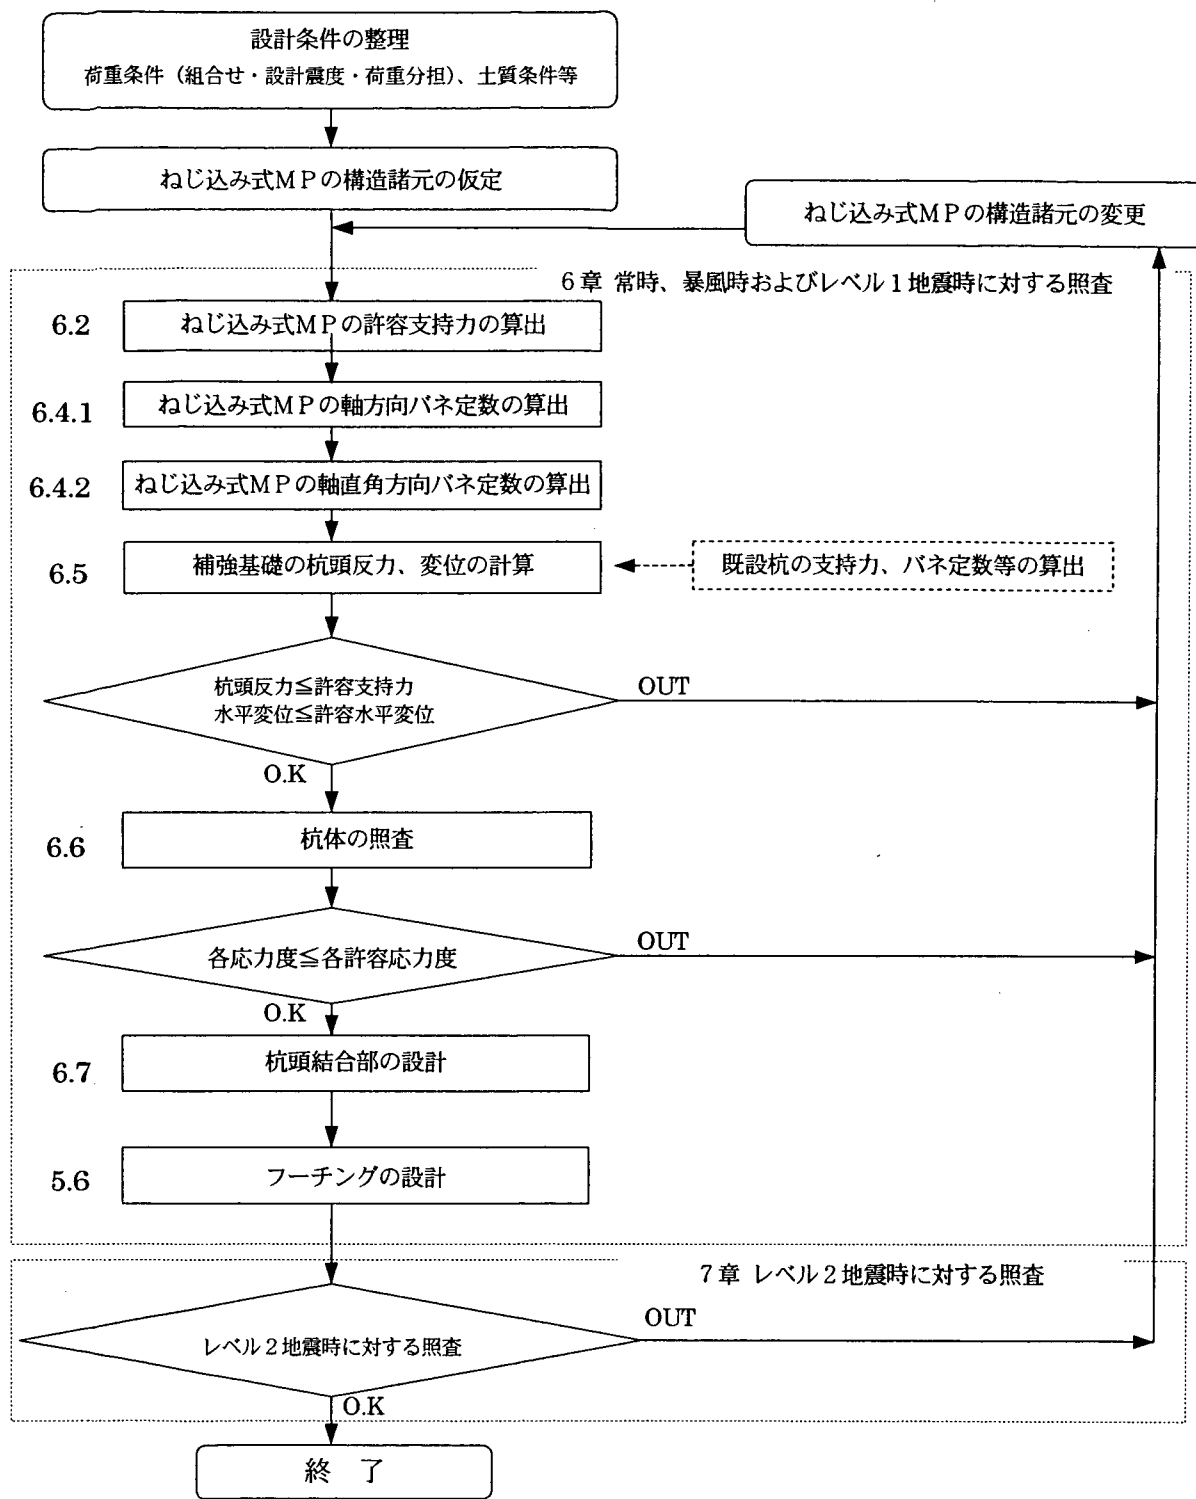 設計条件の整理
荷重条件（組合せ・設計震度・荷重分担）、土質条件等
ねじ込み式ＭＰの構造諸元の仮定
ねじ込み式ＭＰの構造諸元の変更
6章 常時、暴風時およびレベル1地震時に対する照査
6.2
ねじ込み式ＭＰの許容支持力の算出
6.4.1
ねじ込み式ＭＰの軸方向バネ定数の算出
6.4.2
ねじ込み式ＭＰの軸直角方向バネ定数の算出
6.5
補強基礎の杭頭反力、変位の計算
既設杭の支持力、バネ定数等の算出
杭頭反力≦許容支持力
水平変位≦許容水平変位
OUT
O.K
6.6
杭体の照査
各応力度≦各許容応力度
OUT
O.K
6.7
杭頭結合部の設計
5.6
フーチングの設計
7章 レベル2地震時に対する照査
レベル2地震時に対する照査
OUT
O.K
終　了